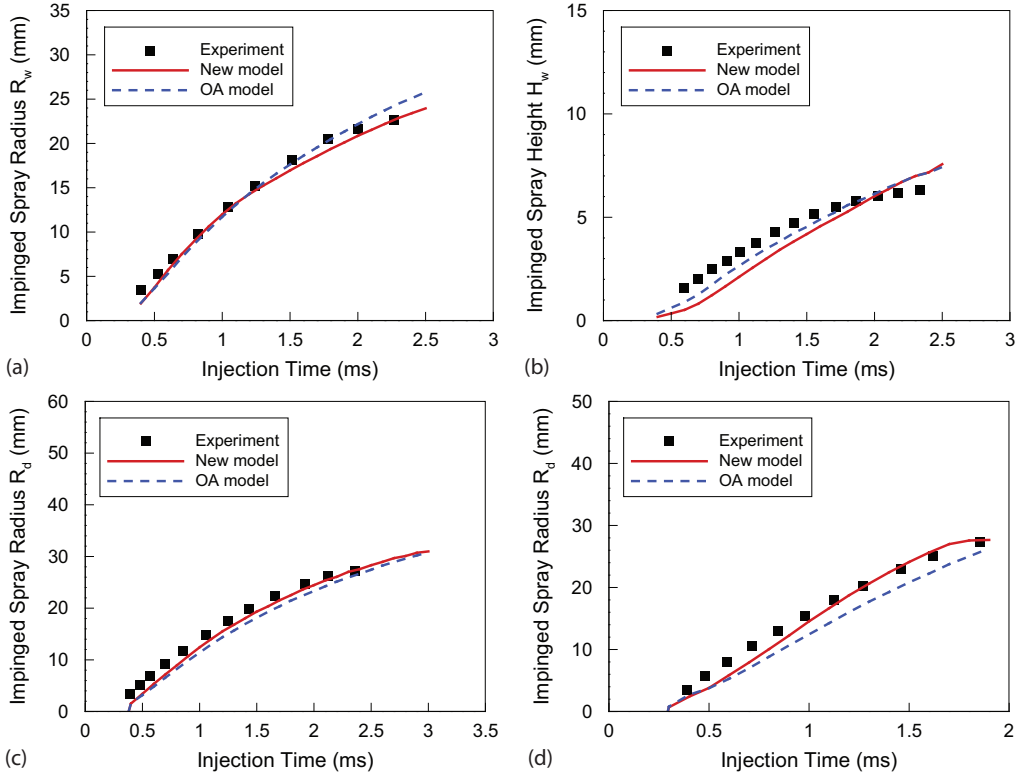 35
30
25
20
15
10
5
0
Impinged Spray Radius R_w (mm)
Experiment
New model
OA model
0 0.5 1 1.5 2 2.5 3
(a) Injection Time (ms)
15
10
5
0
Impinged Spray Height H_w (mm)
Experiment
New model
OA model
0 0.5 1 1.5 2 2.5 3
(b) Injection Time (ms)
60
50
40
30
20
10
0
Impinged Spray Radius R_d (mm)
Experiment
New model
OA model
0 0.5 1 1.5 2 2.5 3 3.5
(c) Injection Time (ms)
50
40
30
20
10
0
Impinged Spray Radius R_d (mm)
Experiment
New model
OA model
0 0.5 1 1.5 2
(d) Injection Time (ms)